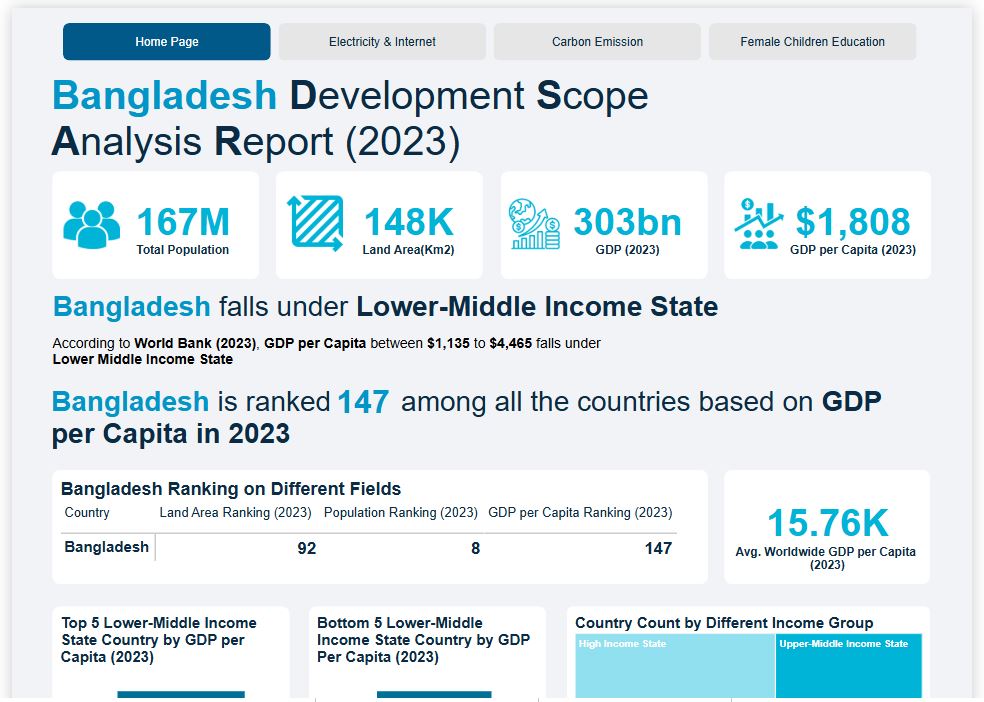 Home Page
Electricity & Internet
Carbon Emission
Female Children Education
Bangladesh Development Scope
Analysis Report (2023)
167M
Total Population
148K
Land Area(Km2)
303bn
GDP (2023)
$1,808
GDP per Capita (2023)
Bangladesh falls under Lower-Middle Income State
According to World Bank (2023), GDP per Capita between $1,135 to $4,465 falls under
Lower Middle Income State
Bangladesh is ranked 147 among all the countries based on GDP
per Capita in 2023
Bangladesh Ranking on Different Fields
Country Land Area Ranking (2023) Population Ranking (2023) GDP per Capita Ranking (2023)
Bangladesh 92 8 147
15.76K
Avg. Worldwide GDP per Capita
(2023)
Top 5 Lower-Middle Income
State Country by GDP per
Capita (2023)
Bottom 5 Lower-Middle
Income State Country by GDP
Per Capita (2023)
Country Count by Different Income Group
High Income State
Upper-Middle Income State